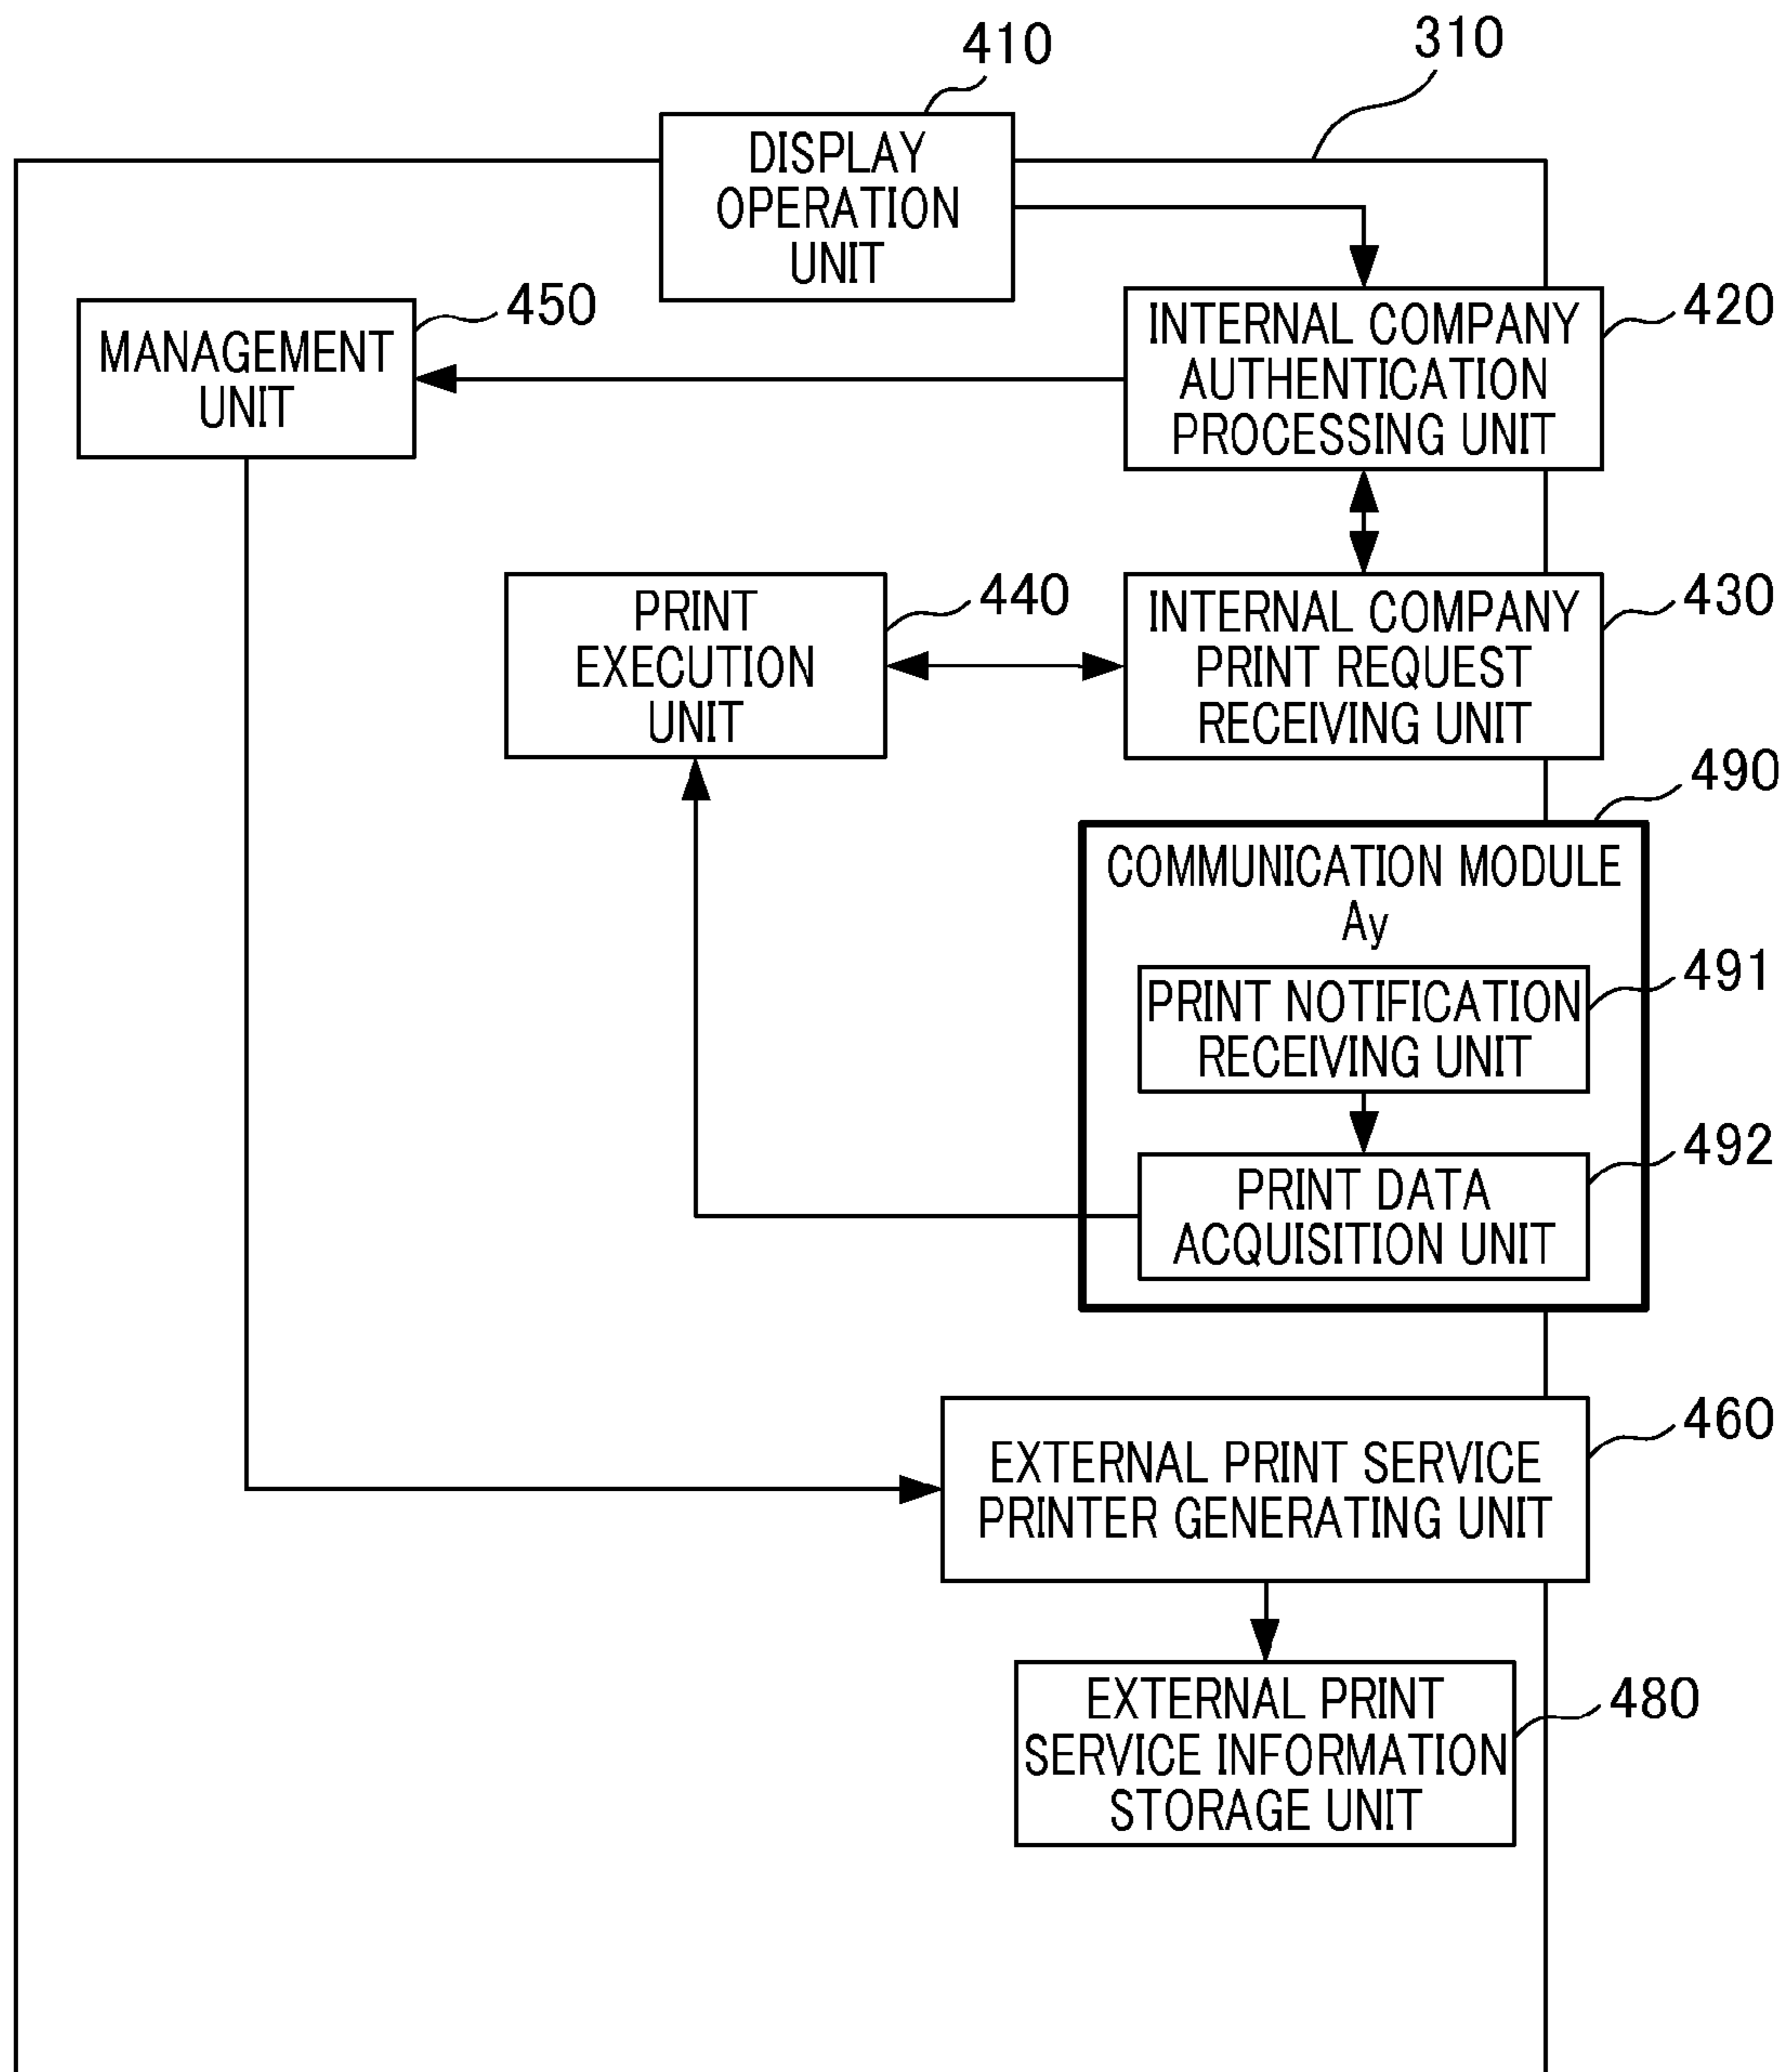 410
310
DISPLAY
OPERATION
UNIT
MANAGEMENT
UNIT
450
INTERNAL COMPANY
AUTHENTICATION
PROCESSING UNIT
420
PRINT
EXECUTION
UNIT
440
INTERNAL COMPANY
PRINT REQUEST
RECEIVING UNIT
430
490
COMMUNICATION MODULE
Ay
PRINT NOTIFICATION
RECEIVING UNIT
491
PRINT DATA
ACQUISITION UNIT
492
EXTERNAL PRINT SERVICE
PRINTER GENERATING UNIT
460
EXTERNAL PRINT
SERVICE INFORMATION
STORAGE UNIT
480